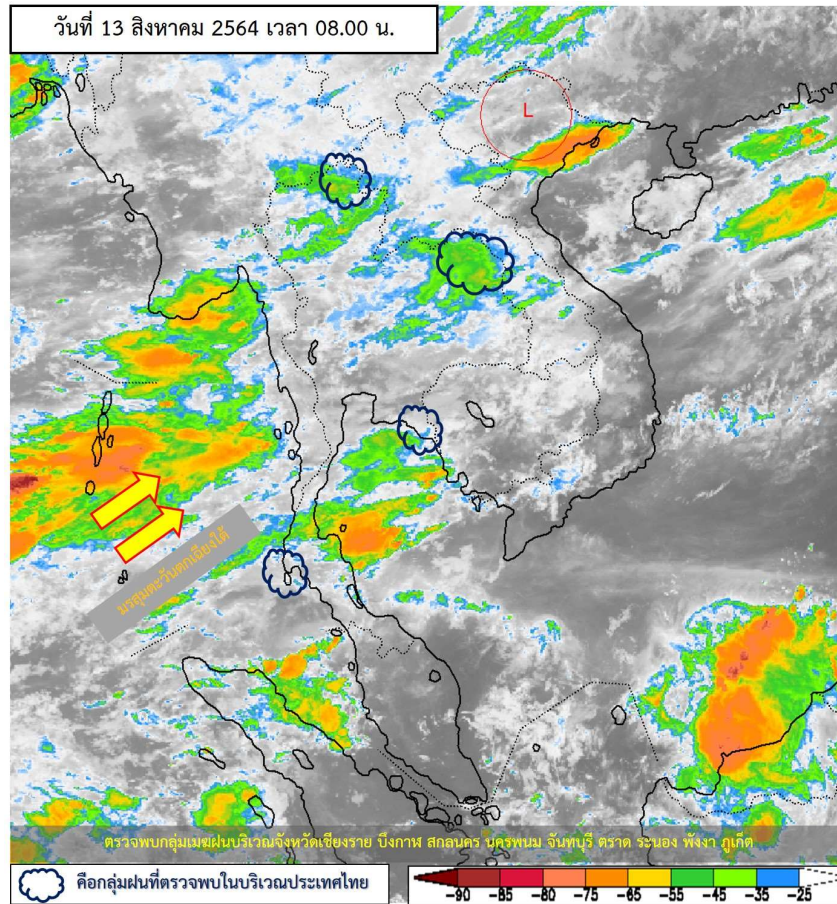 วันที่ 13 สิงหาคม 2564 เวลา 08.00 น.
L
มรสุมตะวันตกเฉียงใต้
ตรวจพบกลุ่มเมฆฝนบริเวณจังหวัดเชียงราย บึงกาฬ สกลนคร นครพนม จันทบุรี ตราด ระนอง พังงา ภูเก็ต
คือกลุ่มฝนที่ตรวจพบในบริเวณประเทศไทย
-90 -85 -80 -75 -65 -55 -45 -35 -25